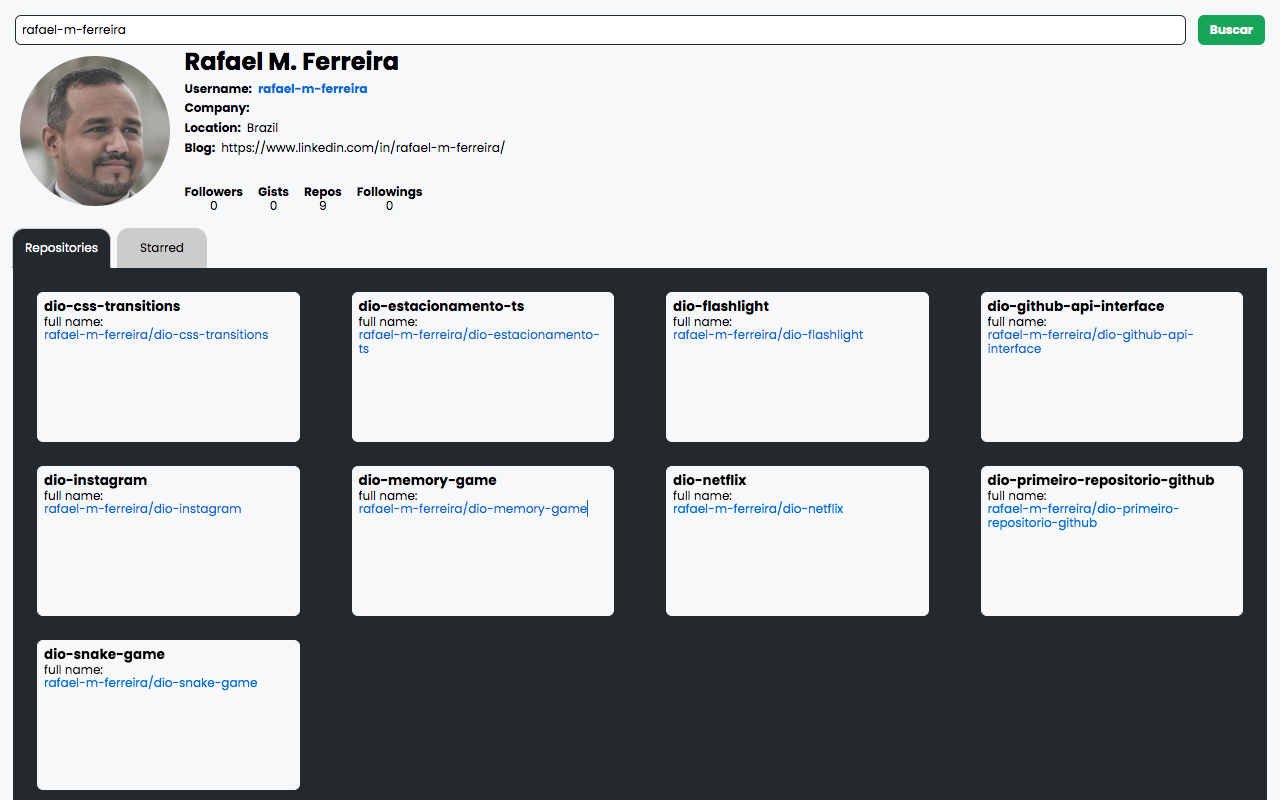 rafael-m-ferreira
Buscar
Rafael M. Ferreira
Username: rafael-m-ferreira
Company:
Location: Brazil
Blog: https://www.linkedin.com/in/rafael-m-ferreira/
Followers Gists Repos Followings
0 0 9 0
Repositories Starred
dio-css-transitions
full name:
rafael-m-ferreira/dio-css-transitions
dio-estacionamento-ts
full name:
rafael-m-ferreira/dio-estacionamento-
ts
dio-flashlight
full name:
rafael-m-ferreira/dio-flashlight
dio-github-api-interface
full name:
rafael-m-ferreira/dio-github-api-
interface
dio-instagram
full name:
rafael-m-ferreira/dio-instagram
dio-memory-game
full name:
rafael-m-ferreira/dio-memory-game
dio-netflix
full name:
rafael-m-ferreira/dio-netflix
dio-primeiro-repositorio-github
full name:
rafael-m-ferreira/dio-primeiro-
repositorio-github
dio-snake-game
full name:
rafael-m-ferreira/dio-snake-game